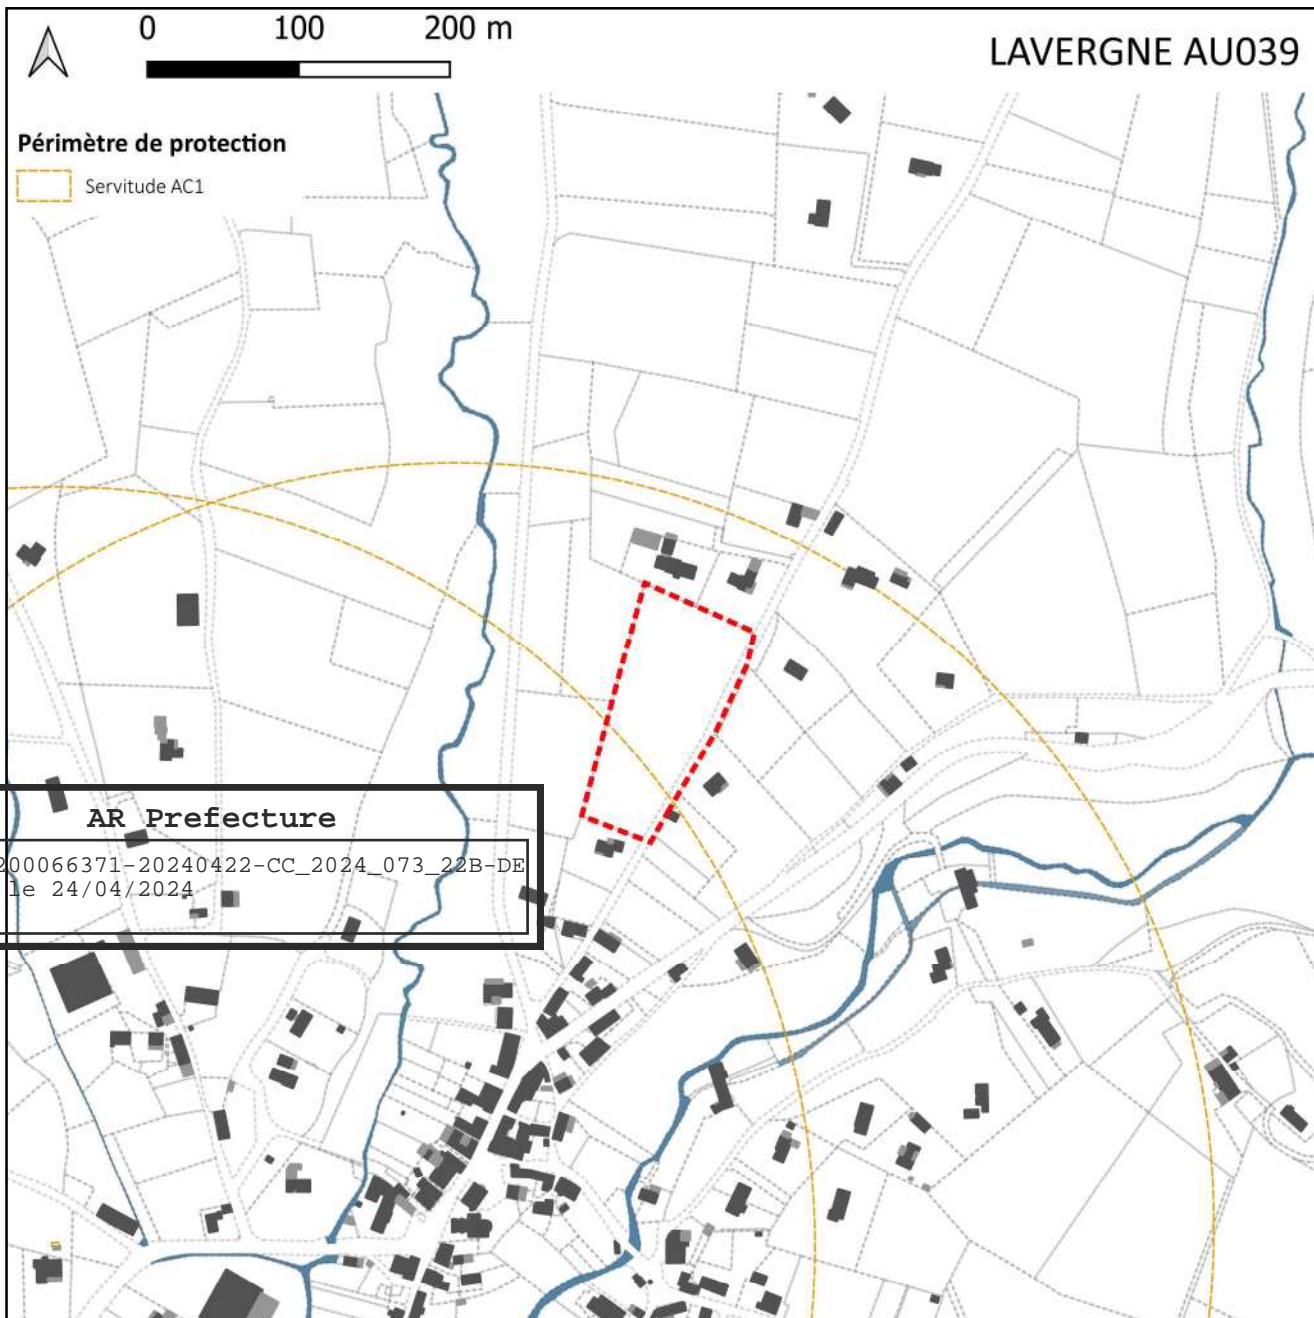 0 100 200 m
LAVERGNE AU039
Périmètre de protection
Servitude AC1
AR Prefecture
200066371-20240422-CC_2024_073_22B-DE
le 24/04/2024